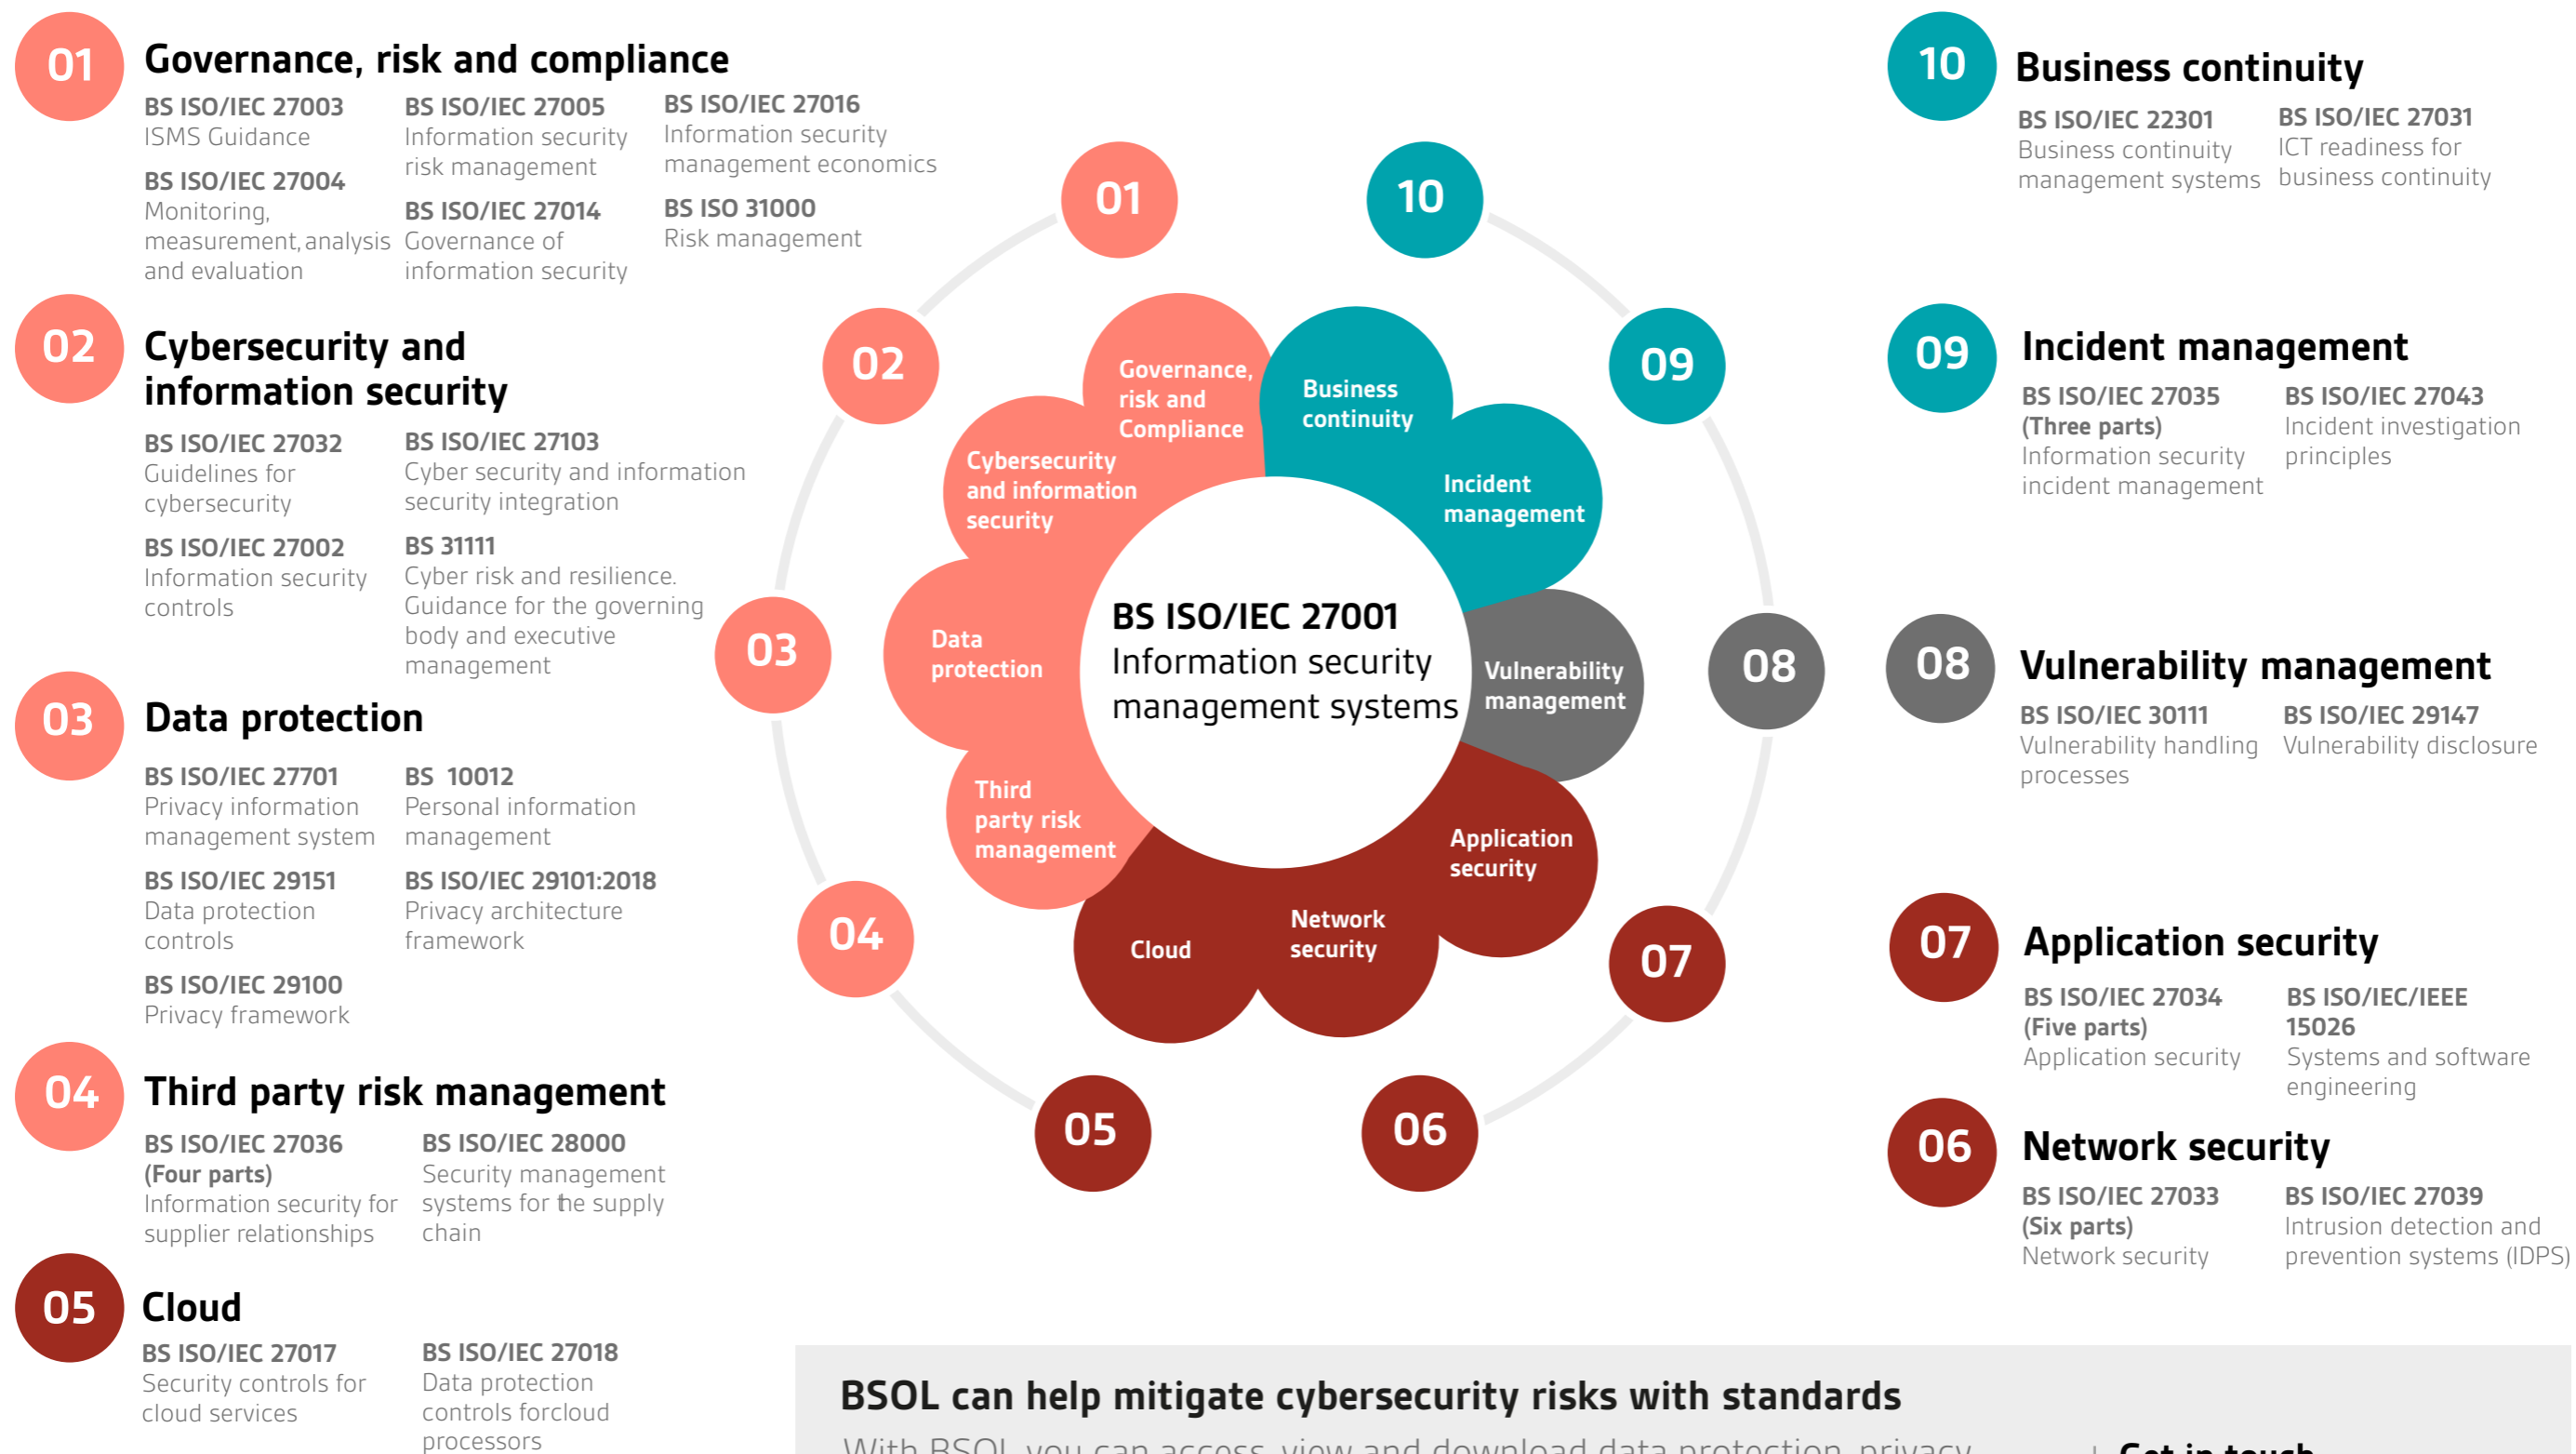 01
Governance, risk and compliance
BS ISO/IEC 27003
ISMS Guidance
BS ISO/IEC 27004
Monitoring,
measurement, analysis
and evaluation
BS ISO/IEC 27005
Information security
risk management
BS ISO/IEC 27014
Governance of
information security
BS ISO/IEC 27016
Information security
management economics
BS ISO 31000
Risk management
02
Cybersecurity and
information security
BS ISO/IEC 27032
Guidelines for
cybersecurity
BS ISO/IEC 27002
Information security
controls
BS ISO/IEC 27103
Cyber security and information
security integration
BS 31111
Cyber risk and resilience.
Guidance for the governing
body and executive
management
03
Data protection
BS ISO/IEC 27701
Privacy information
management system
BS ISO/IEC 29151
Data protection
controls
BS ISO/IEC 29100
Privacy framework
BS 10012
Personal information
management
BS ISO/IEC 29101:2018
Privacy architecture
framework
04
Third party risk management
BS ISO/IEC 27036
(Four parts)
Information security for
supplier relationships
BS ISO/IEC 28000
Security management
systems for the supply
chain
05
Cloud
BS ISO/IEC 27017
Security controls for
cloud services
BS ISO/IEC 27018
Data protection
controls forcloud
processors
01
02
03
04
05
06
07
08
09
10
Governance,
risk and
Compliance
Cybersecurity
and information
security
Data
protection
Third
party risk
management
Cloud
Network
security
Application
security
Vulnerability
management
Incident
management
Business
continuity
BS ISO/IEC 27001
Information security
management systems
10
Business continuity
BS ISO/IEC 22301
Business continuity
management systems
BS ISO/IEC 27031
ICT readiness for
business continuity
09
Incident management
BS ISO/IEC 27035
(Three parts)
Information security
incident management
BS ISO/IEC 27043
Incident investigation
principles
08
Vulnerability management
BS ISO/IEC 30111
Vulnerability handling
processes
BS ISO/IEC 29147
Vulnerability disclosure
07
Application security
BS ISO/IEC 27034
(Five parts)
Application security
BS ISO/IEC/IEEE
15026
Systems and software
engineering
06
Network security
BS ISO/IEC 27033
(Six parts)
Network security
BS ISO/IEC 27039
Intrusion detection and
prevention systems (IDPS)
BSOL can help mitigate cybersecurity risks with standards
With BSOL you can access, view and download data protection, privacy
Get in touch